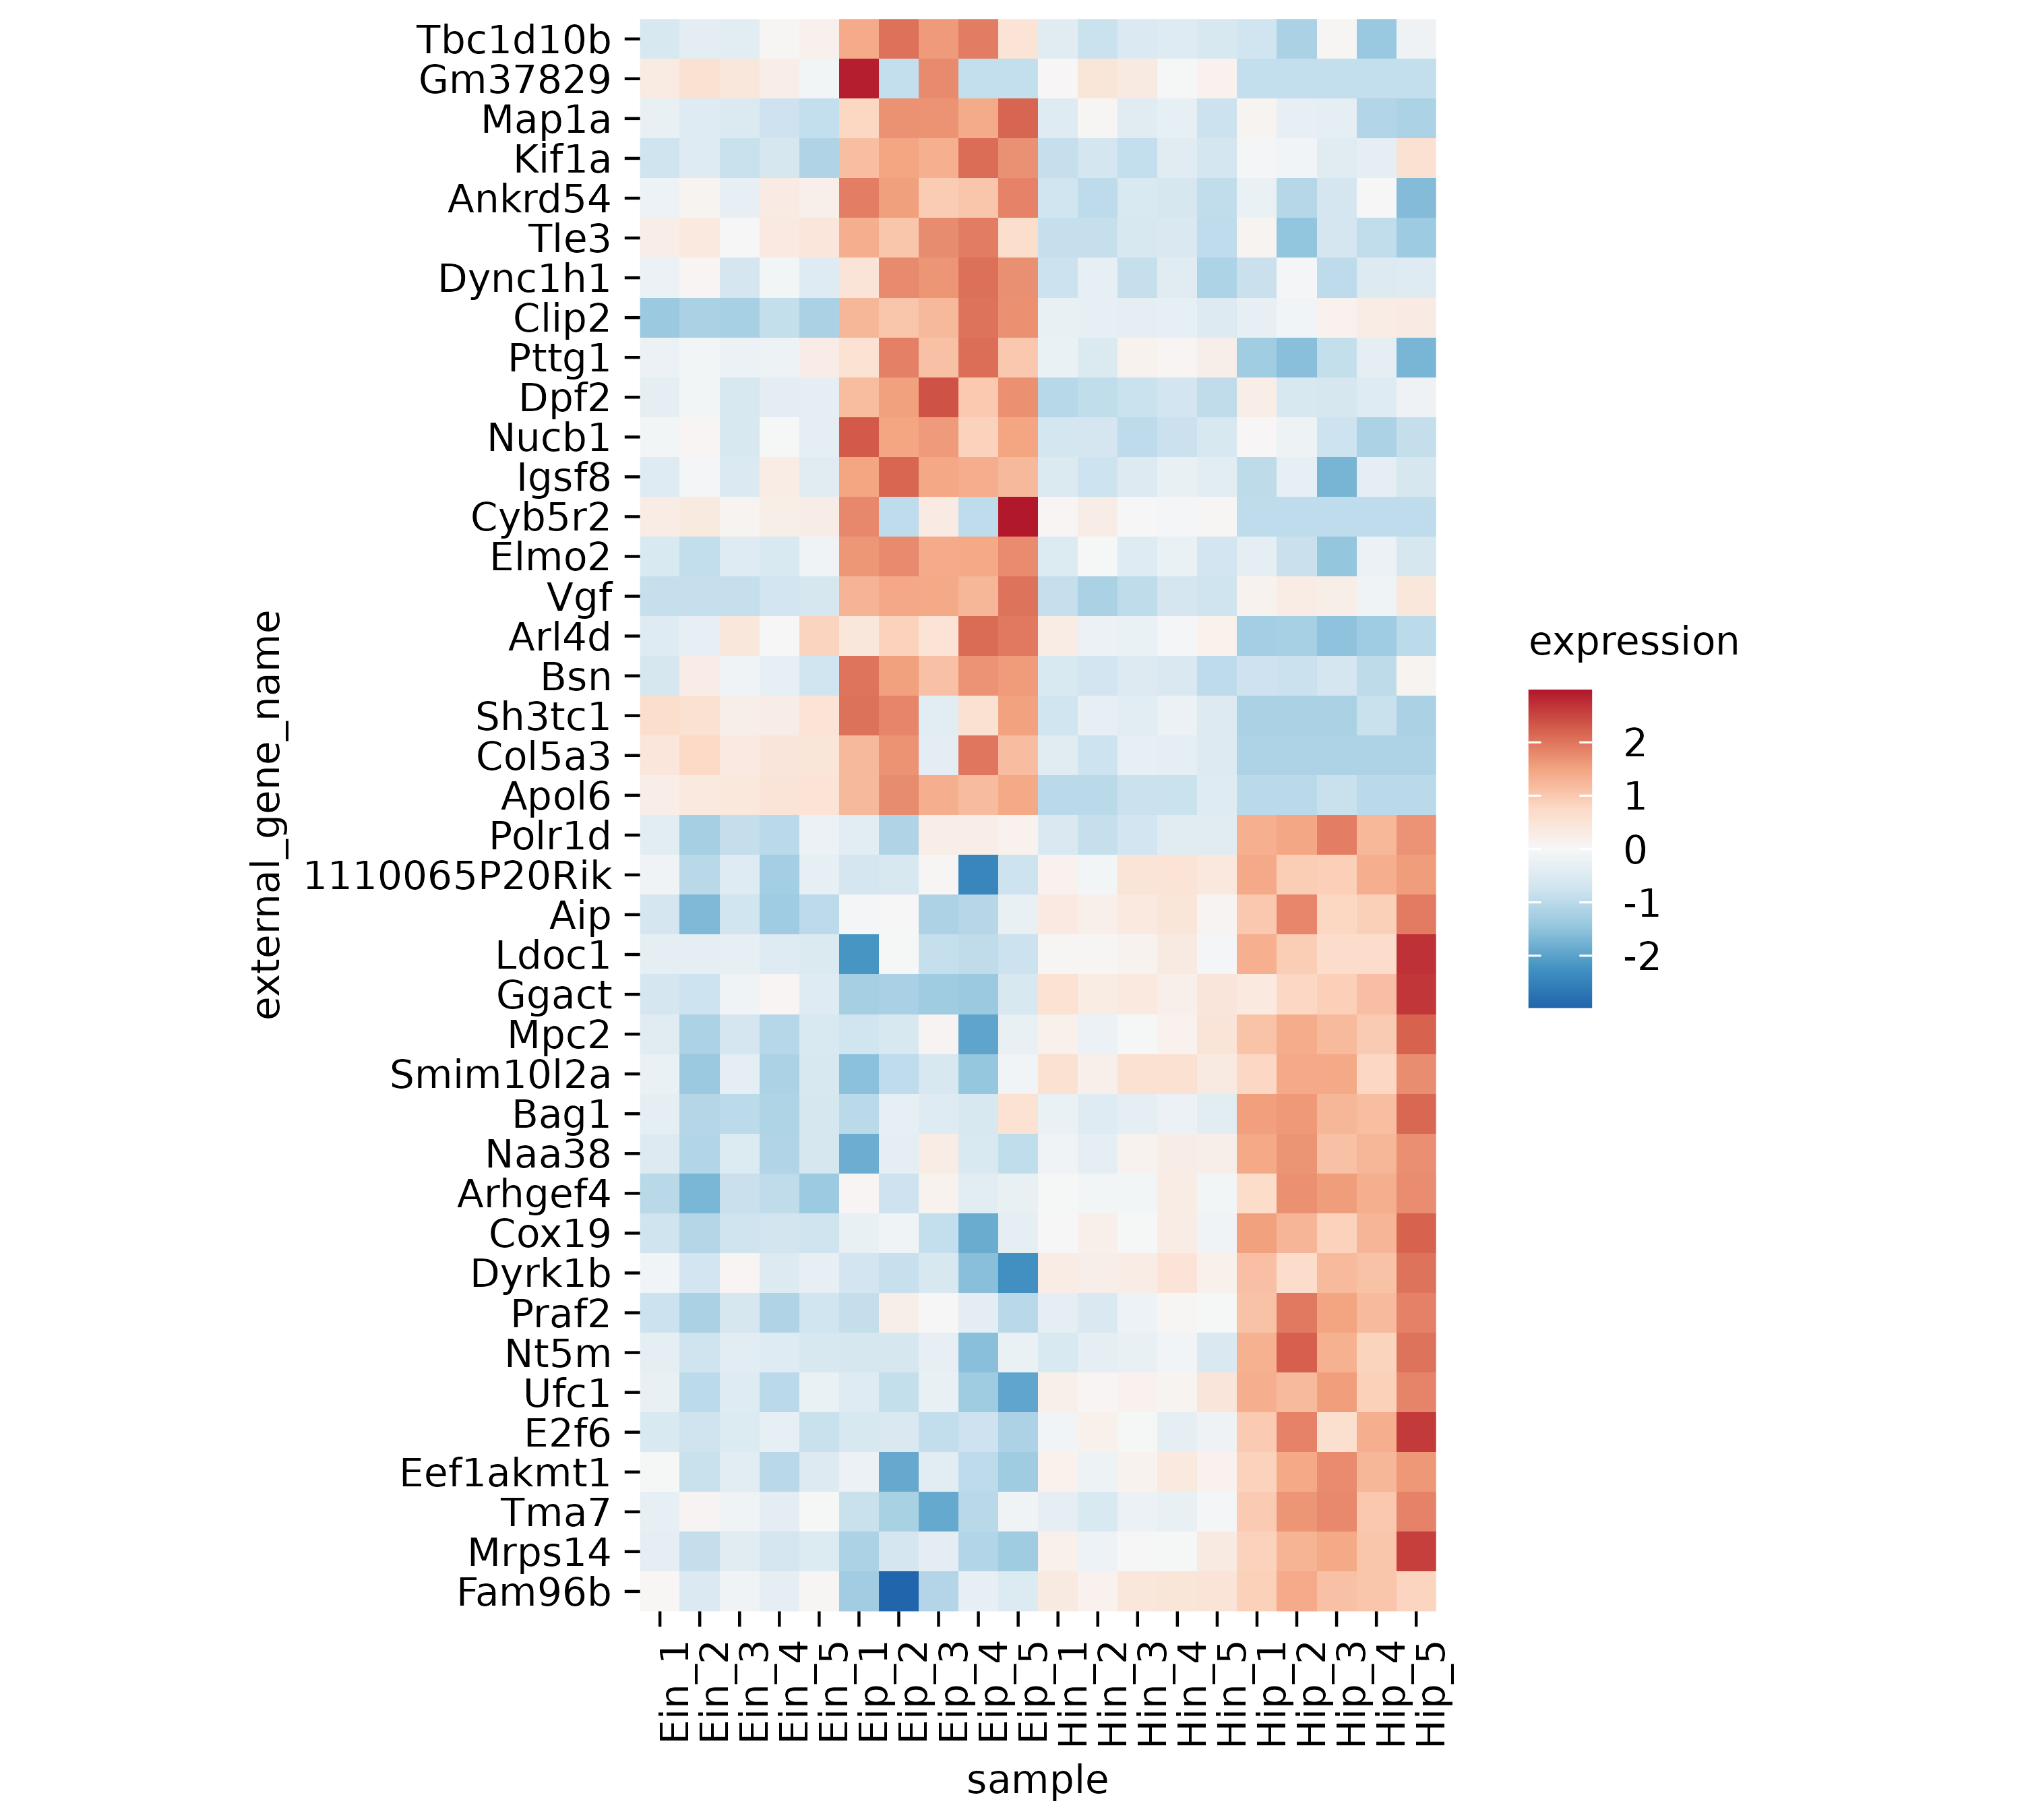 Tbc1d10b
Gm37829
Map1a
Kif1a
Ankrd54
Tle3
Dync1h1
Clip2
Pttg1
Dpf2
Nucb1
Igsf8
Cyb5r2
Elmo2
Vgf
Arl4d
Bsn
Sh3tc1
Col5a3
Apol6
Polr1d
1110065P20Rik
Aip
Ldoc1
Ggact
Mpc2
Smim10l2a
Bag1
Naa38
Arhgef4
Cox19
Dyrk1b
Praf2
Nt5m
Ufc1
E2f6
Eef1akmt1
Tma7
Mrps14
Fam96b
external_gene_name
Ein_1
Ein_2
Ein_3
Ein_4
Ein_5
Eip_1
Eip_2
Eip_3
Eip_4
Eip_5
Hin_1
Hin_2
Hin_3
Hin_4
Hin_5
Hip_1
Hip_2
Hip_3
Hip_4
Hip_5
sample
expression
2
1
0
-1
-2